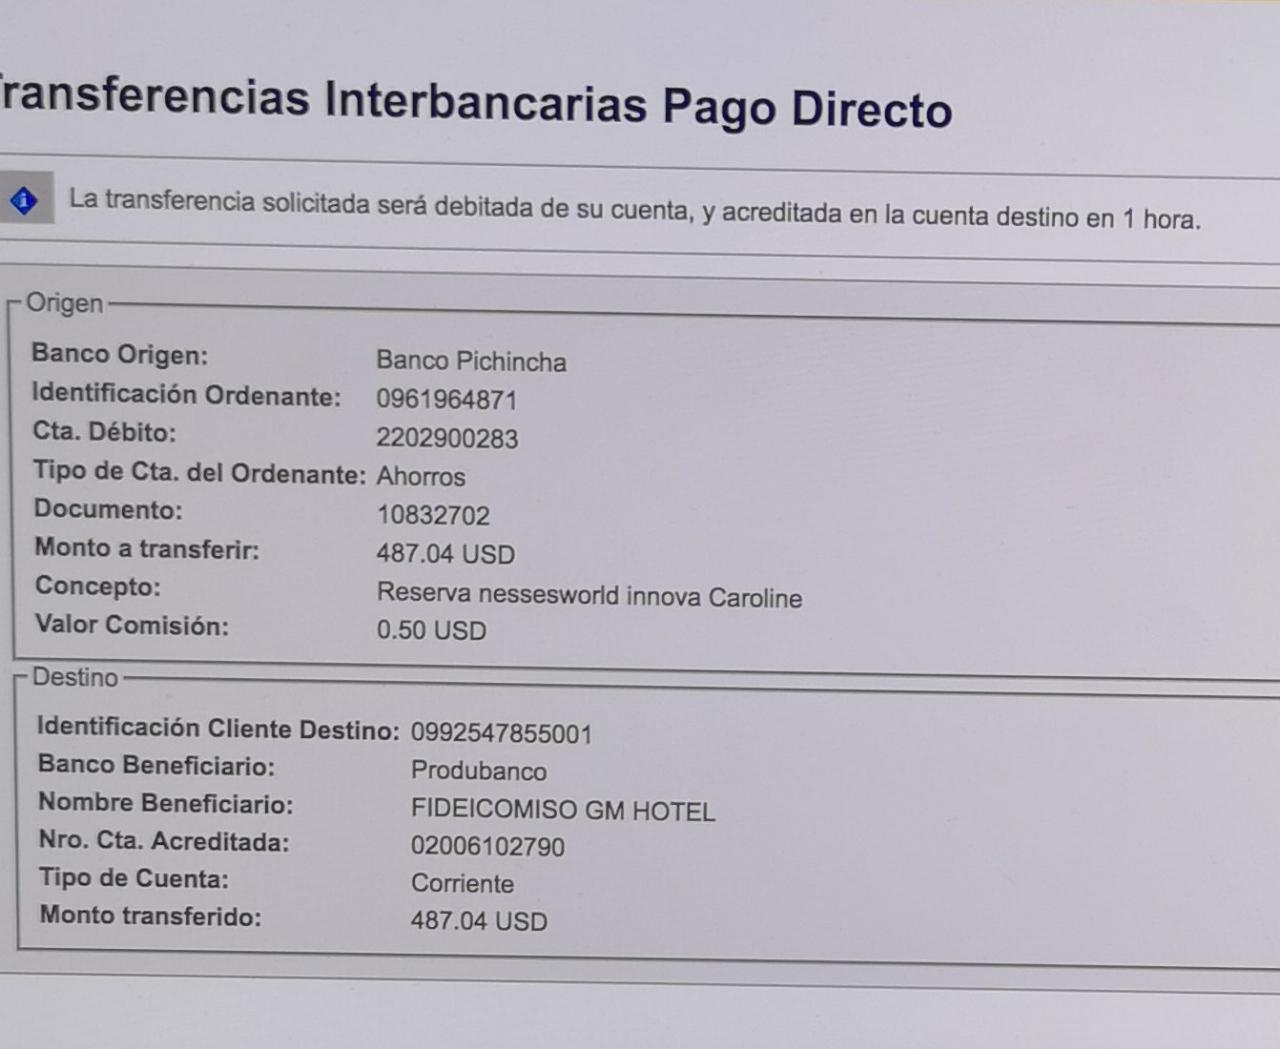 Transferencias Interbancarias Pago Directo
La transferencia solicitada será debitada de su cuenta, y acreditada en la cuenta destino en 1 hora.
Origen
Banco Origen: Banco Pichincha
Identificación Ordenante: 0961964871
Cta. Débito: 2202900283
Tipo de Cta. del Ordenante: Ahorros
Documento: 10832702
Monto a transferir: 487.04 USD
Concepto: Reserva nessesworld innova Caroline
Valor Comisión: 0.50 USD
Destino
Identificación Cliente Destino: 0992547855001
Banco Beneficiario: Produbanco
Nombre Beneficiario: FIDEICOMISO GM HOTEL
Nro. Cta. Acreditada: 02006102790
Tipo de Cuenta: Corriente
Monto transferido: 487.04 USD